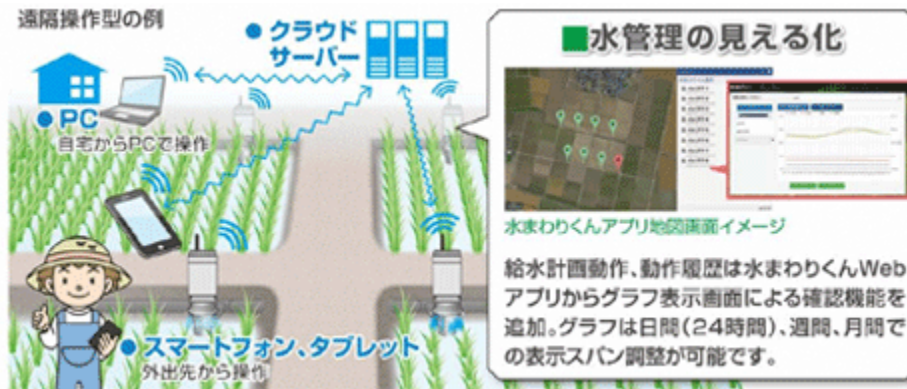 遠隔操作型の例
●クラウド
サーバー
●PC
自宅からPCで操作
●スマートフォン、タブレット
外出先から操作
■水管理の見える化
水まわりくんアプリ地図画面イメージ
給水計画動作、動作履歴は水まわりくんWeb
アプリからグラフ表示画面による確認機能を
追加。グラフは日間(24時間)、週間、月間で
の表示スパン調整が可能です。